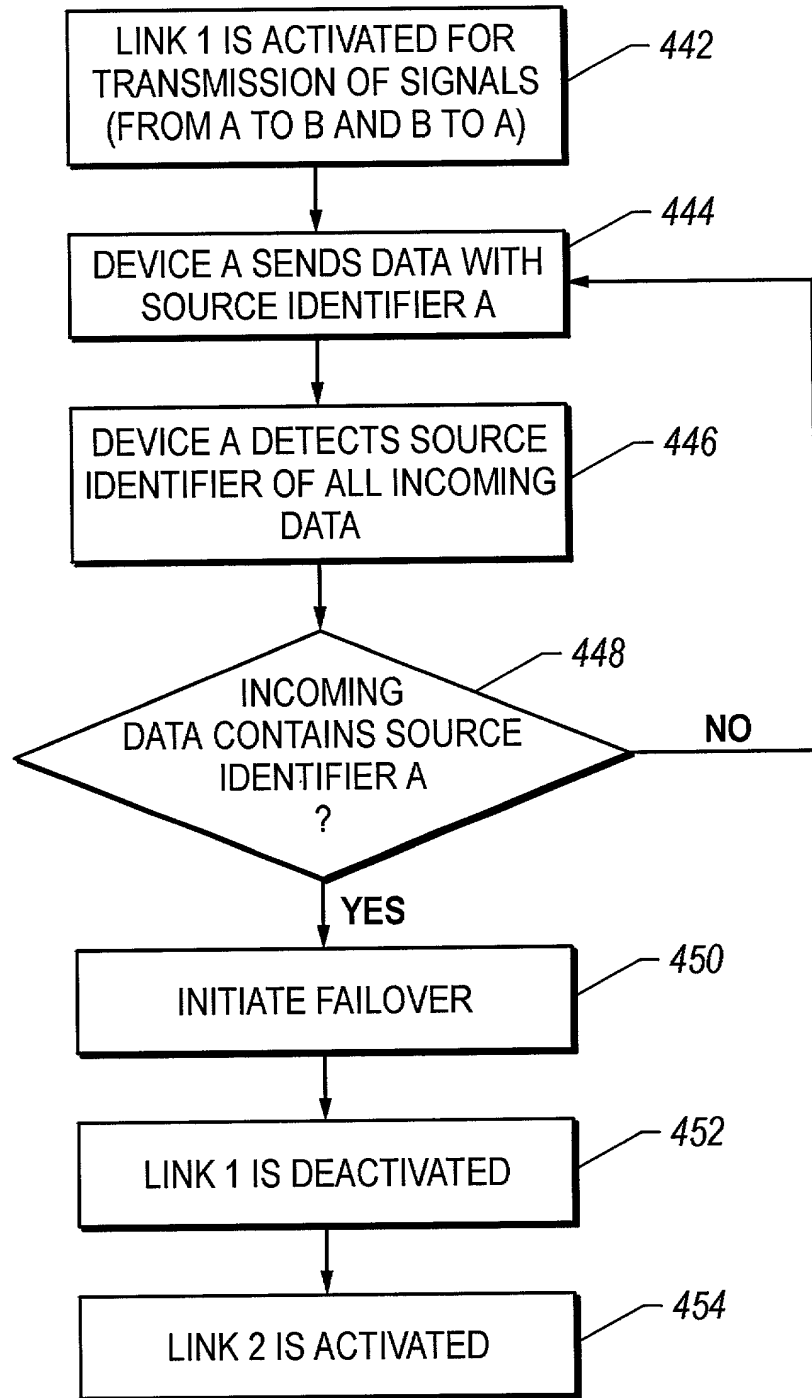 LINK 1 IS ACTIVATED FOR
TRANSMISSION OF SIGNALS
(FROM A TO B AND B TO A)
442
DEVICE A SENDS DATA WITH
SOURCE IDENTIFIER A
444
DEVICE A DETECTS SOURCE
IDENTIFIER OF ALL INCOMING
DATA
446
INCOMING
DATA CONTAINS SOURCE
IDENTIFIER A
?
448
NO
YES
INITIATE FAILOVER
450
LINK 1 IS DEACTIVATED
452
LINK 2 IS ACTIVATED
454